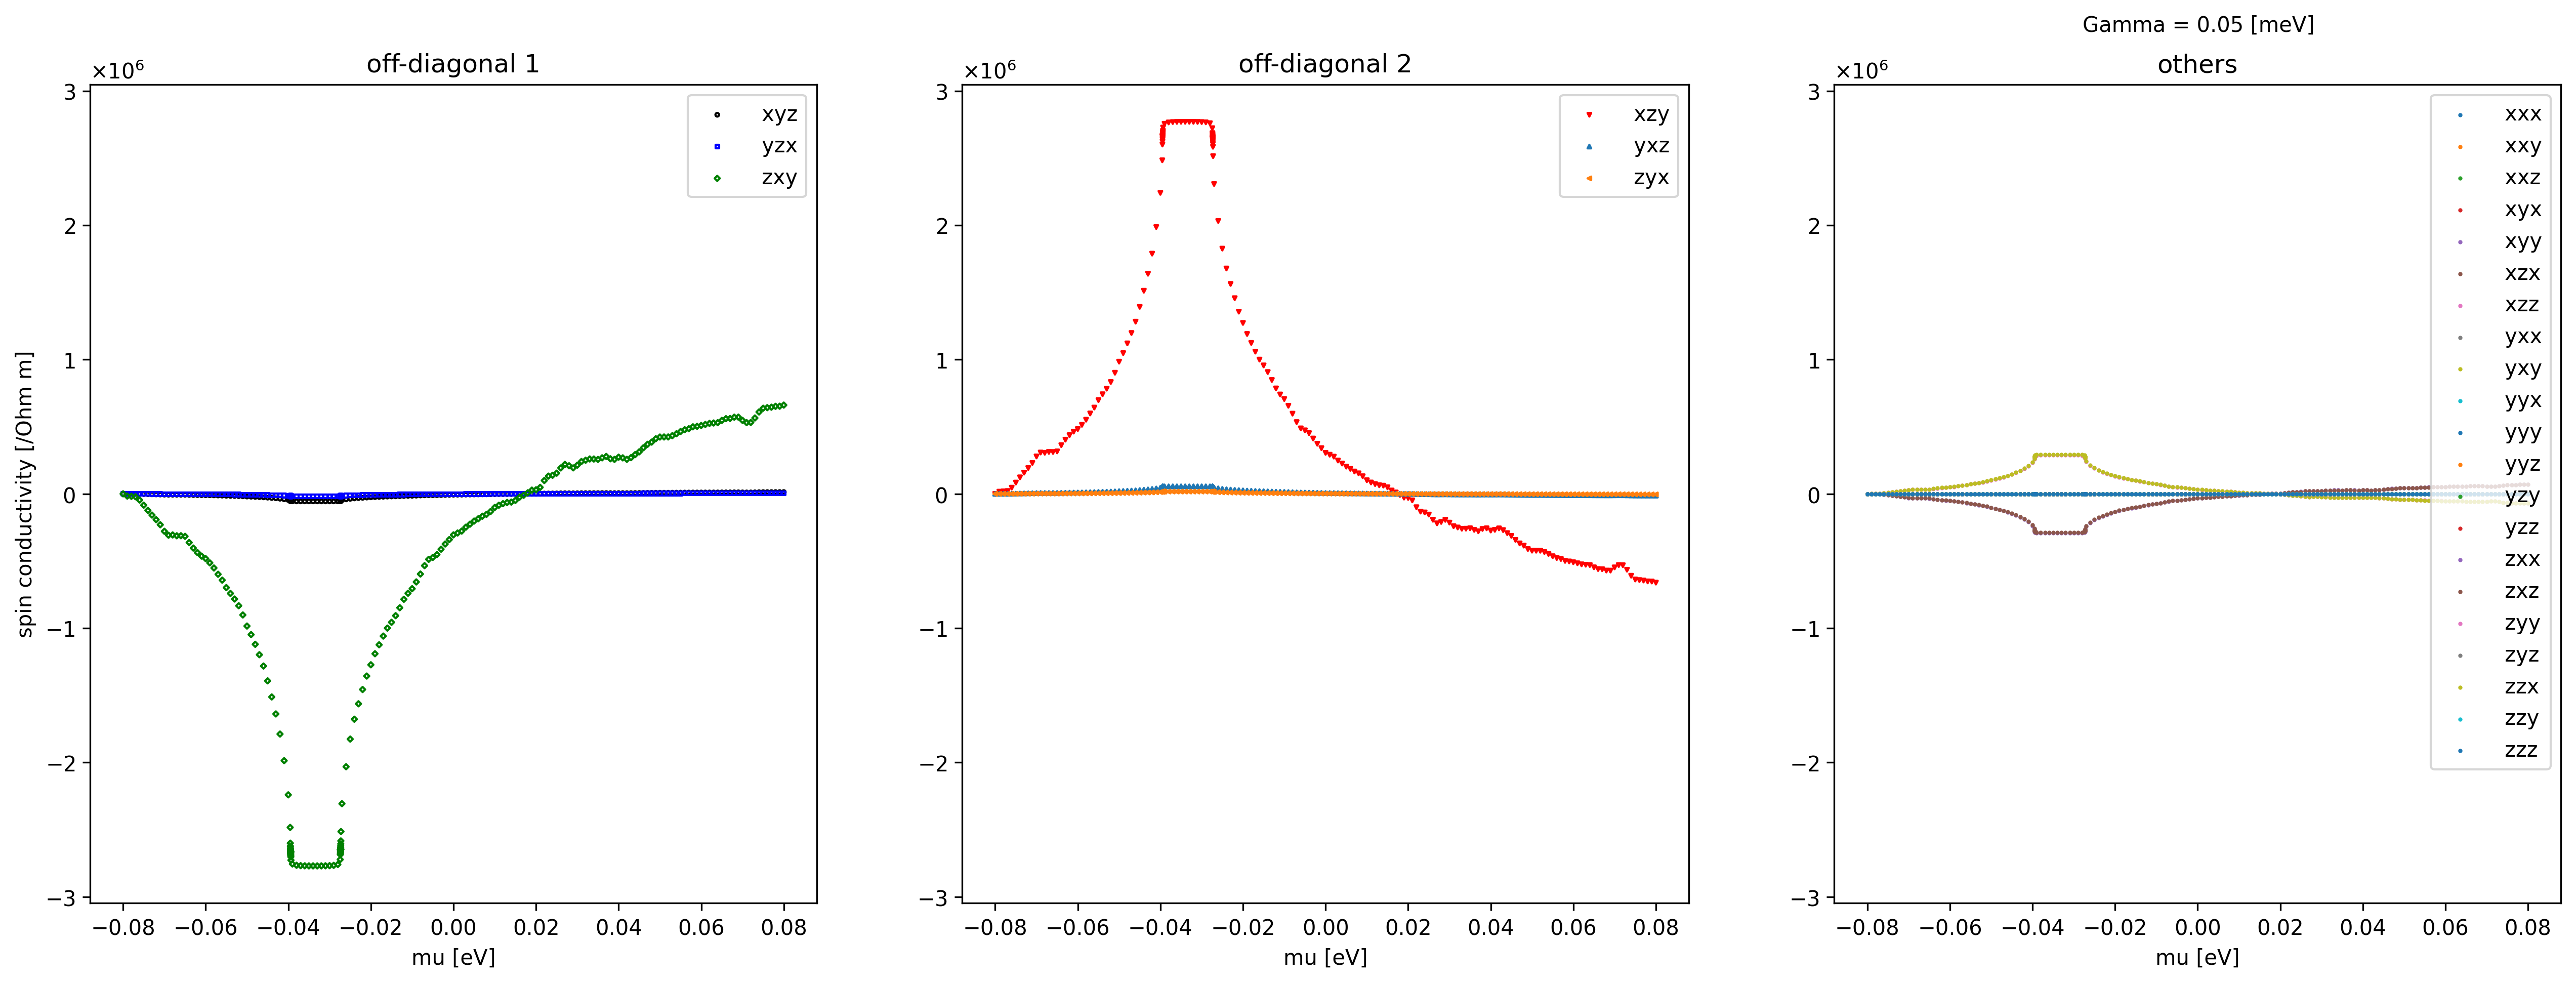 Gamma = 0.05 [meV]
off-diagonal 1
×10⁶
3
2
1
0
−1
−2
−3
spin conductivity [/Ohm m]
xyz
yzx
zxy
−0.08 −0.06 −0.04 −0.02 0.00 0.02 0.04 0.06 0.08
mu [eV]
off-diagonal 2
×10⁶
3
2
1
0
−1
−2
−3
xzy
yxz
zyx
−0.08 −0.06 −0.04 −0.02 0.00 0.02 0.04 0.06 0.08
mu [eV]
others
×10⁶
3
2
1
0
−1
−2
−3
xxx
xxy
xxz
xyx
xyy
xzx
xzz
yxx
yxy
yyx
yyy
yyz
yzy
yzz
zxx
zxz
zyy
zyz
zzx
zzy
zzz
−0.08 −0.06 −0.04 −0.02 0.00 0.02 0.04 0.06 0.08
mu [eV]